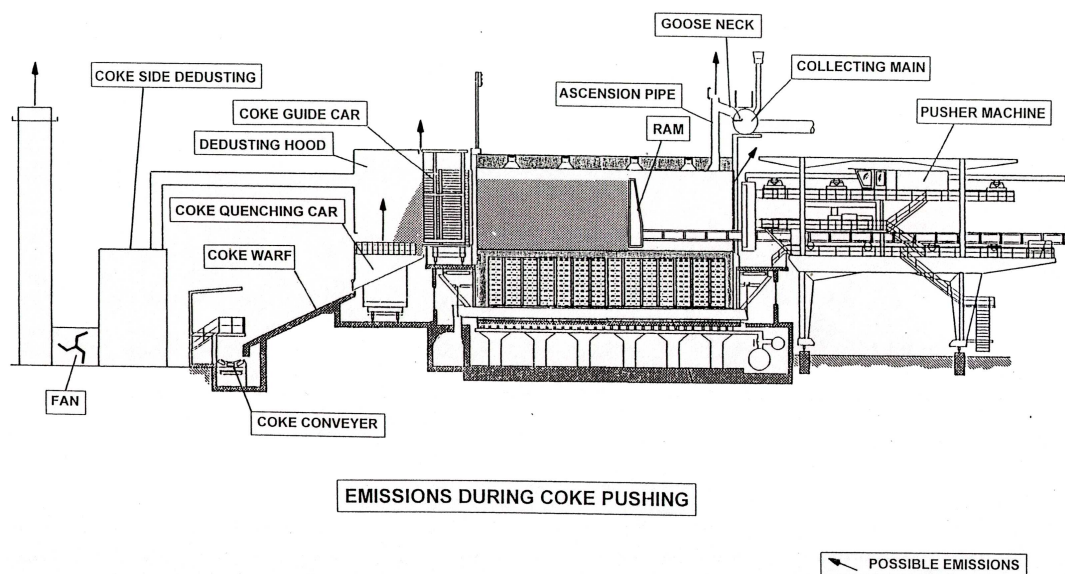 GOOSE NECK
COKE SIDE DEDUSTING
COLLECTING MAIN
ASCENSION PIPE
COKE GUIDE CAR
PUSHER MACHINE
RAM
DEDUSTING HOOD
COKE QUENCHING CAR
COKE WARF
FAN
COKE CONVEYER
EMISSIONS DURING COKE PUSHING
POSSIBLE EMISSIONS